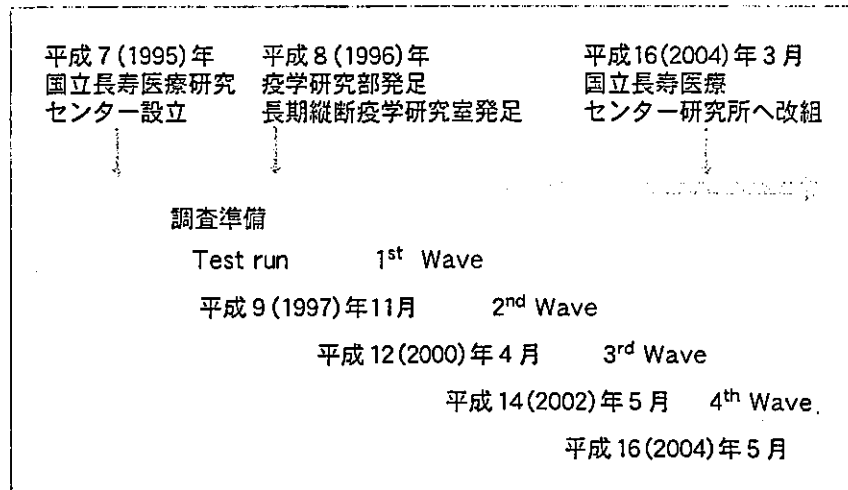 平成7(1995)年
国立長寿医療研究
センター設立
平成8(1996)年
疫学研究部発足
長期縦断疫学研究室発足
平成16(2004)年3月
国立長寿医療
センター研究所へ改組
調査準備
Test run 1st Wave
平成9(1997)年11月 2nd Wave
平成12(2000)年4月 3rd Wave
平成14(2002)年5月 4th Wave
平成16(2004)年5月